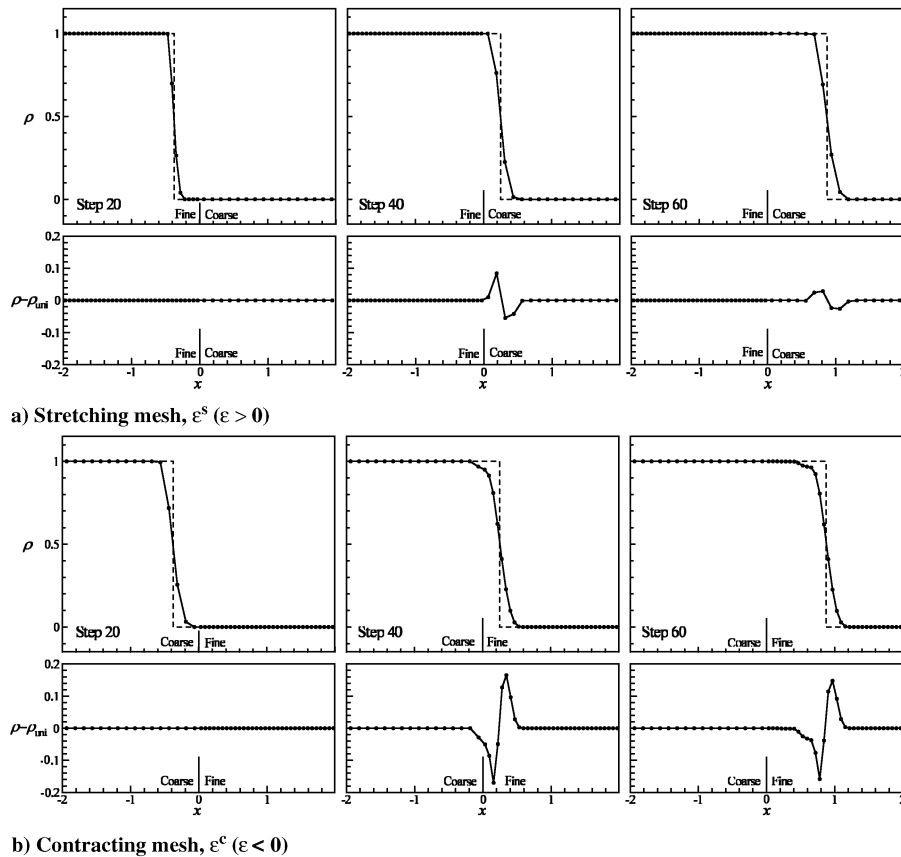 1
ρ 0.5
0
Step 20
Fine Coarse
Step 40
Fine Coarse
Step 60
Fine Coarse
0.2
0.1
ρ−ρuni 0
-0.1
-0.2
Fine Coarse
Fine Coarse
Fine Coarse
-2 -1 0 1
-2 -1 0 1
-2 -1 0 1 2
x x x
a) Stretching mesh, εs (ε > 0)
1
ρ 0.5
0
Step 20
Coarse Fine
Step 40
Coarse Fine
Step 60
Coarse Fine
0.2
0.1
ρ−ρuni 0
-0.1
-0.2
Coarse Fine
Coarse Fine
Coarse Fine
-2 -1 0 1
-2 -1 0 1
-2 -1 0 1 2
x x x
b) Contracting mesh, εc (ε < 0)